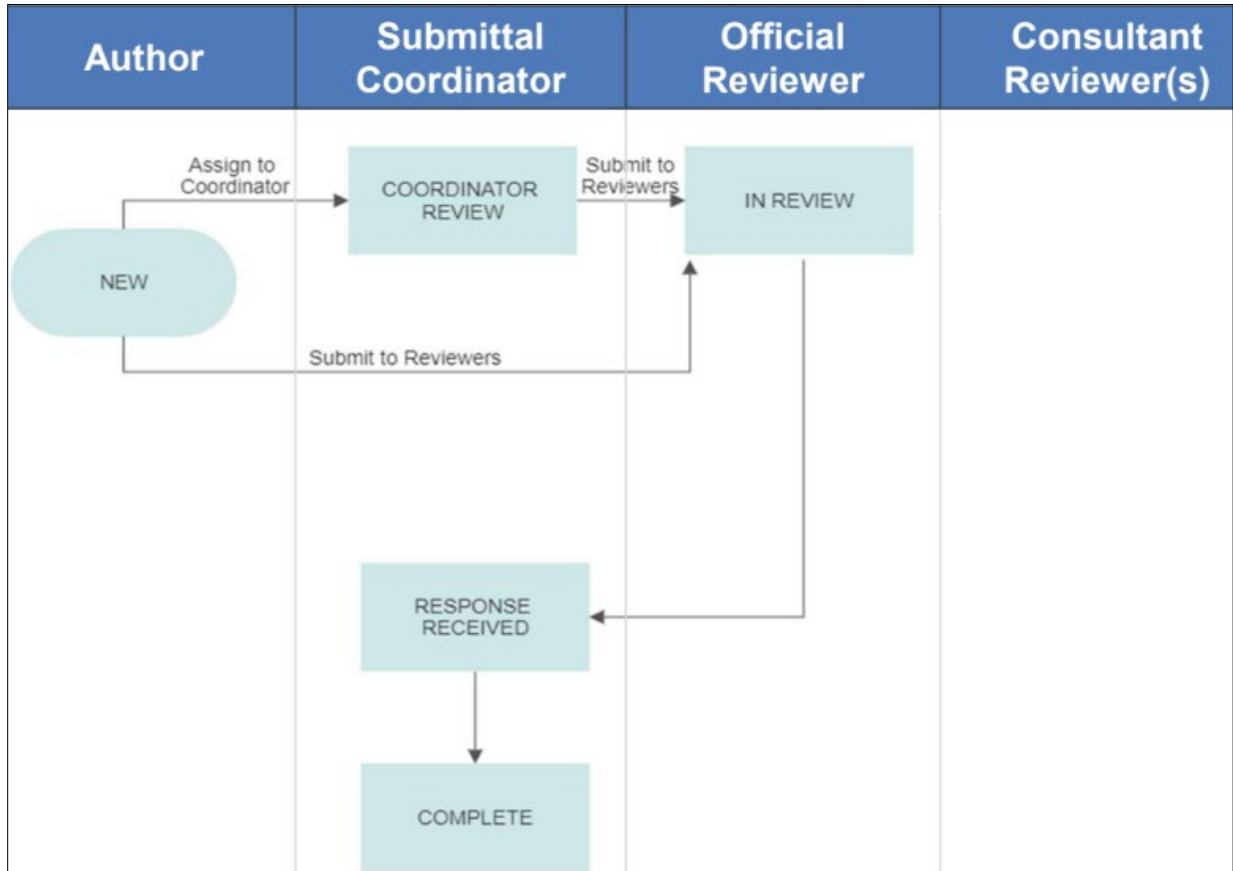 Author
Submittal
Coordinator
Official
Reviewer
Consultant
Reviewer(s)
Assign to
Coordinator
COORDINATOR
REVIEW
Submit to
Reviewers
IN REVIEW
NEW
Submit to Reviewers
RESPONSE
RECEIVED
COMPLETE